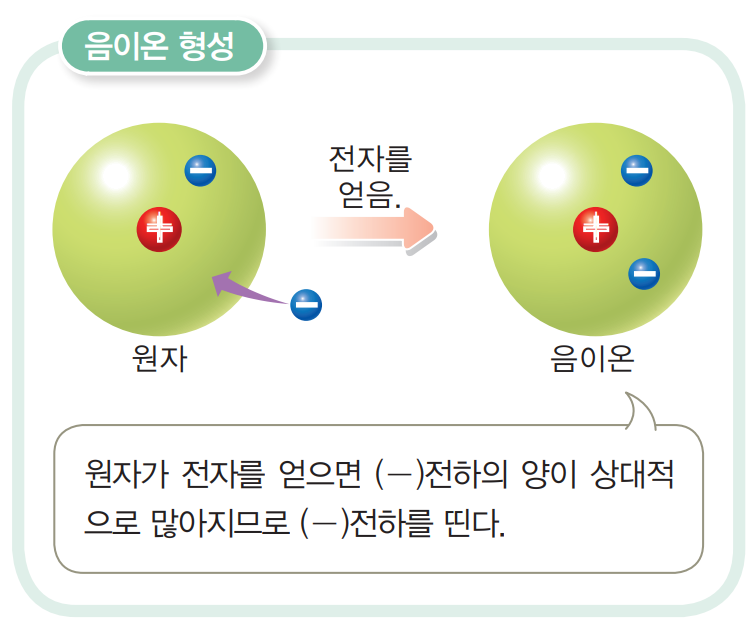 음이온 형성
전자를
얻음.
원자
음이온
원자가 전자를 얻으면 (-)전하의 양이 상대적
으로 많아지므로 (-)전하를 띤다.